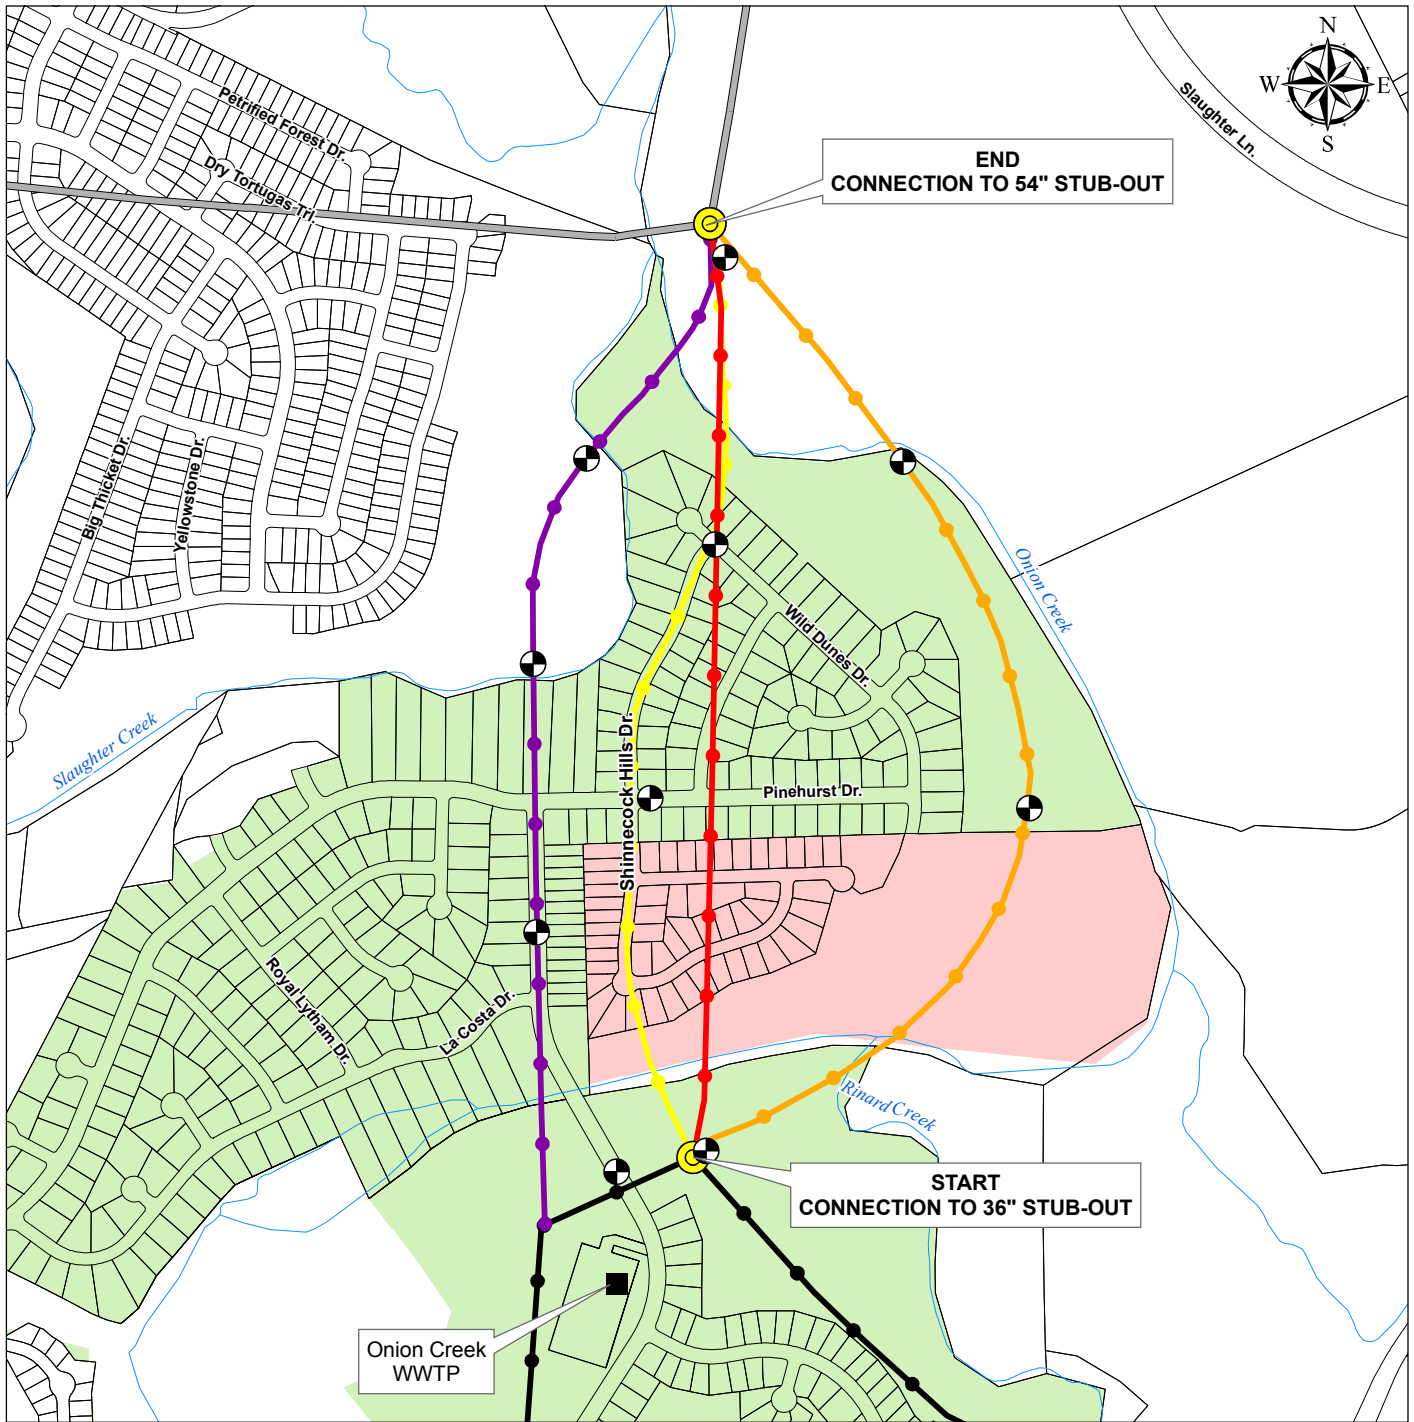 N
W
E
S
Slaughter Ln.
Petrified Forest Dr.
Dry Tortugas Trl.
END
CONNECTION TO 54" STUB-OUT
Big Thicket Dr.
Yellowstone Dr.
Onion Creek
Wild Dunes Dr.
Slaughter Creek
Shinnecock Hills Dr.
Pinehurst Dr.
Royal Lytham Dr.
La Costa Dr.
Rinard Creek
START
CONNECTION TO 36" STUB-OUT
Onion Creek
WWTP